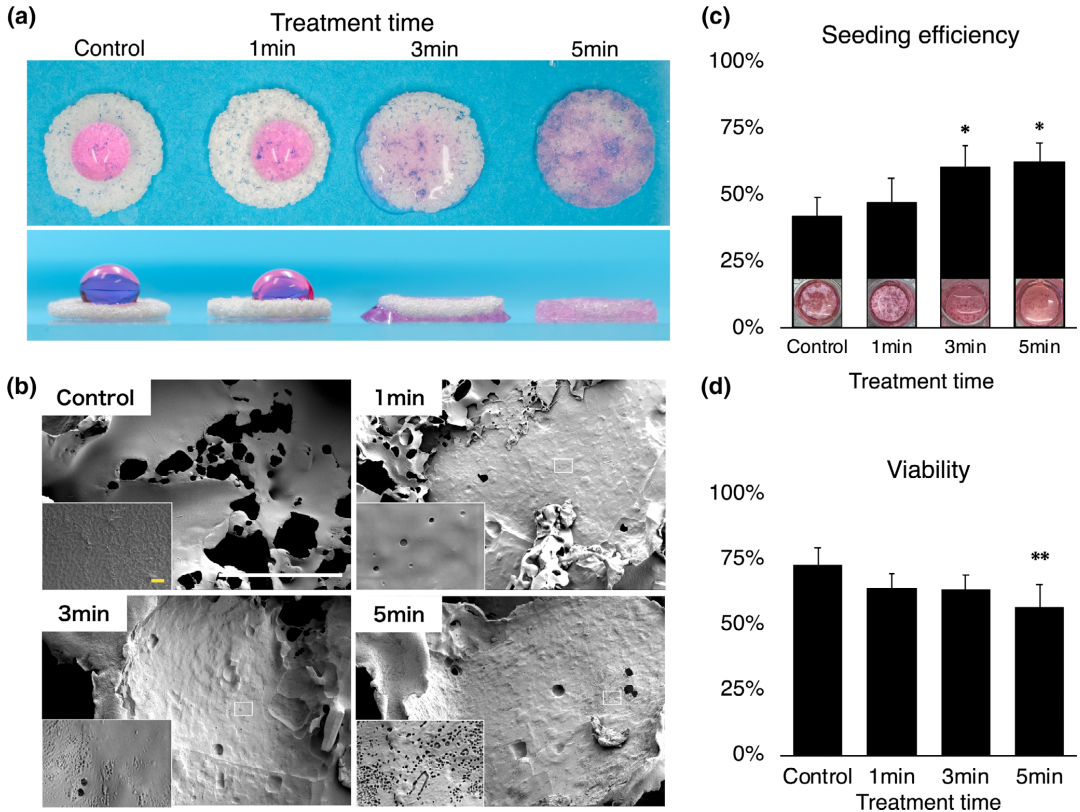 (a)
Treatment time
Control 1min 3min 5min
(b)
Control
1min
3min
5min
(c)
Seeding efficiency
100%
75%
50%
25%
0%
* *
Control 1min 3min 5min
Treatment time
(d)
Viability
100%
75%
50%
25%
0%
**
Control 1min 3min 5min
Treatment time